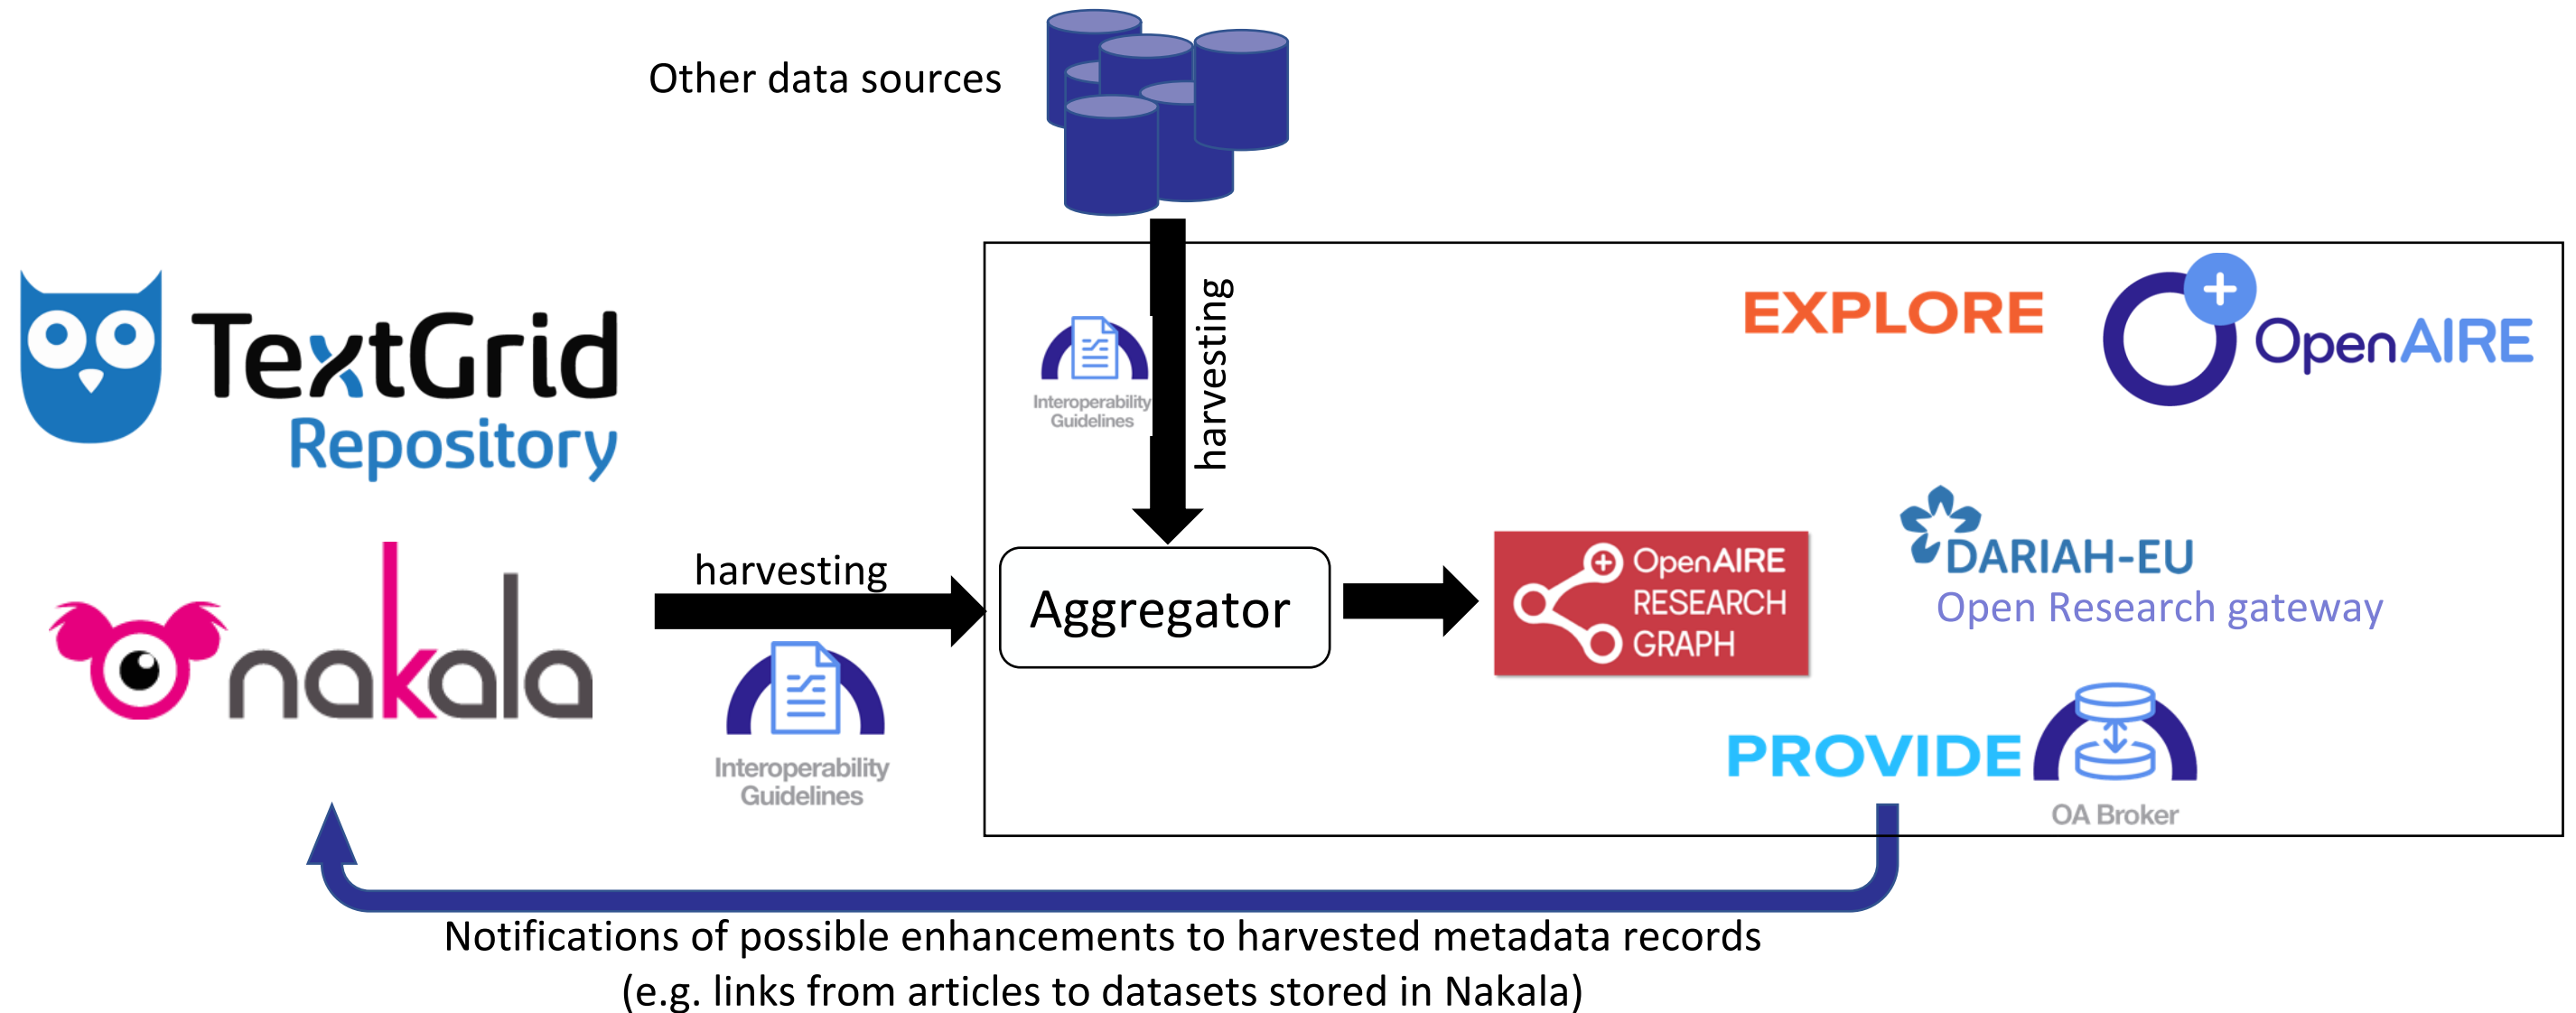 Other data sources
TextGrid
Repository
nakala
harvesting
Interoperability
Guidelines
Interoperability
Guidelines
harvesting
Aggregator
OpenAIRE
RESEARCH
GRAPH
EXPLORE
OpenAIRE
DARIAH-EU
Open Research gateway
PROVIDE
OA Broker
Notifications of possible enhancements to harvested metadata records
(e.g. links from articles to datasets stored in Nakala)